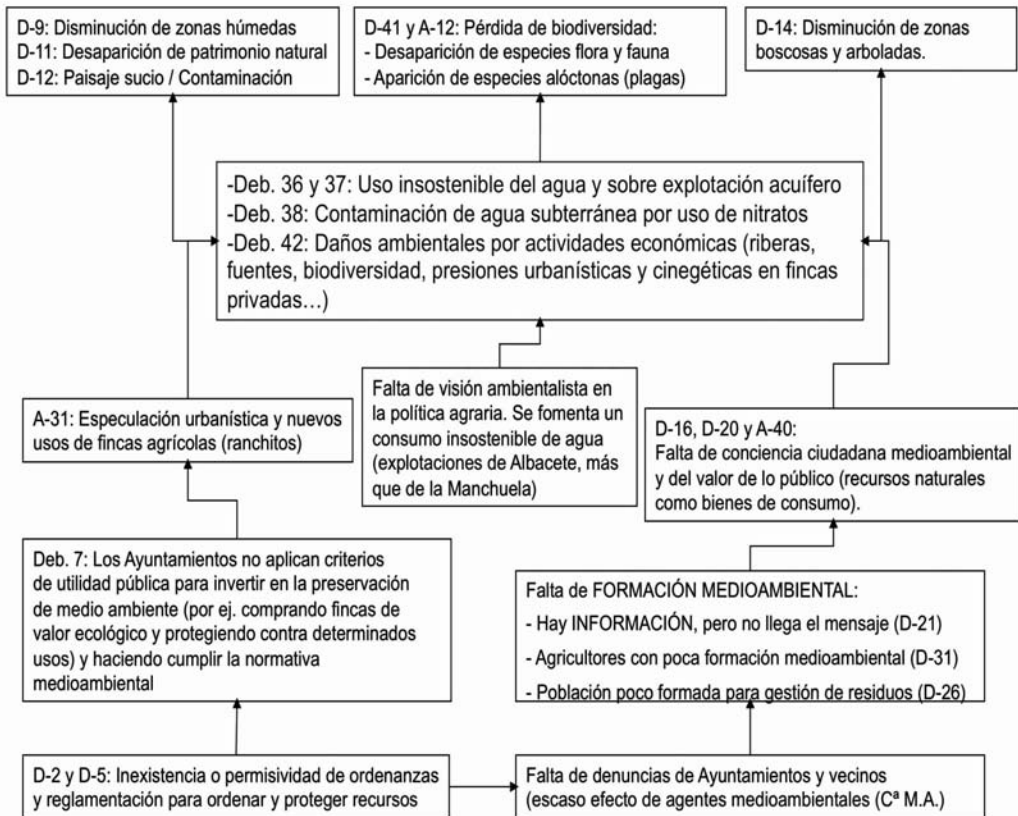 D-9: Disminución de zonas húmedas
D-11: Desaparición de patrimonio natural
D-12: Paisaje sucio / Contaminación
D-41 y A-12: Pérdida de biodiversidad:
- Desaparición de especies flora y fauna
- Aparición de especies alóctonas (plagas)
D-14: Disminución de zonas
boscosas y arboladas.
-Deb. 36 y 37: Uso insostenible del agua y sobre explotación acuífero
-Deb. 38: Contaminación de agua subterránea por uso de nitratos
-Deb. 42: Daños ambientales por actividades económicas (riberas,
fuentes, biodiversidad, presiones urbanísticas y cinegéticas en fincas
privadas…)
A-31: Especulación urbanística y nuevos
usos de fincas agrícolas (ranchitos)
Falta de visión ambientalista en
la política agraria. Se fomenta un
consumo insostenible de agua
(explotaciones de Albacete, más
que de la Manchuela)
D-16, D-20 y A-40:
Falta de conciencia ciudadana medioambiental
y del valor de lo público (recursos naturales
como bienes de consumo).
Deb. 7: Los Ayuntamientos no aplican criterios
de utilidad pública para invertir en la preservación
de medio ambiente (por ej. comprando fincas de
valor ecológico y protegiendo contra determinados
usos) y haciendo cumplir la normativa
medioambiental
Falta de FORMACIÓN MEDIOAMBIENTAL:
- Hay INFORMACIÓN, pero no llega el mensaje (D-21)
- Agricultores con poca formación medioambiental (D-31)
- Población poco formada para gestión de residuos (D-26)
D-2 y D-5: Inexistencia o permisividad de ordenanzas
y reglamentación para ordenar y proteger recursos
Falta de denuncias de Ayuntamientos y vecinos
(escaso efecto de agentes medioambientales (Cª M.A.)